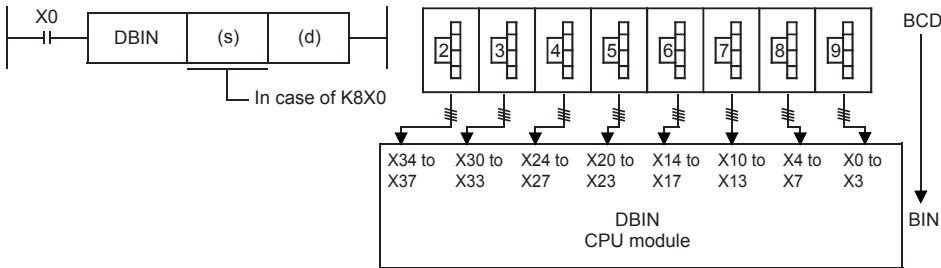 X0
DBIN (s) (d)
In case of K8X0
2 3 4 5 6 7 8 9
BCD
X34 to X30 to X24 to X20 to X14 to X10 to X4 to X0 to
X37 X33 X27 X23 X17 X13 X7 X3
DBIN
CPU module
BIN